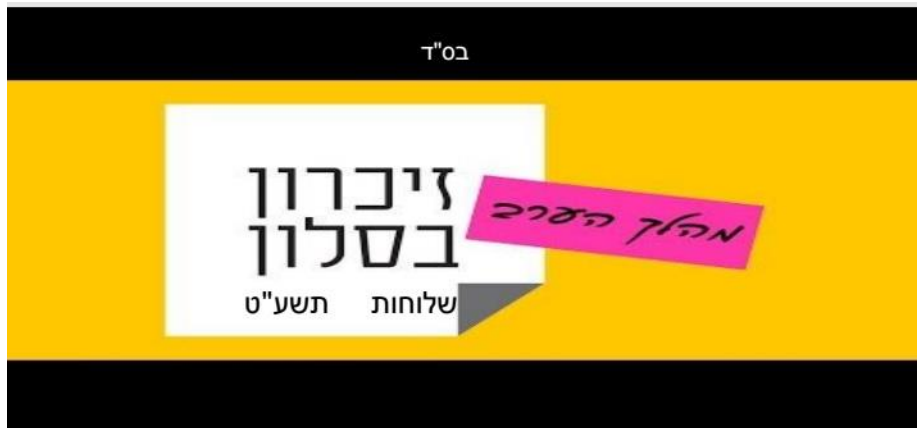 בס"ד
זיכרון
בסלון
שלוחות תשע"ט
מהלך הערב